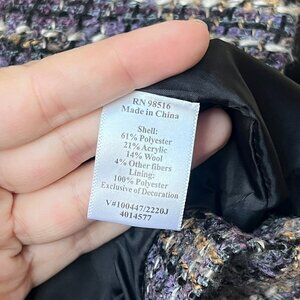 RN 98516
Made in China
Shell:
61% Polyester
21% Acrylic
14% Wool
4% Other fibers
Lining:
100% Polyester
Exclusive of Decoration
V#100447/2220J
4014577